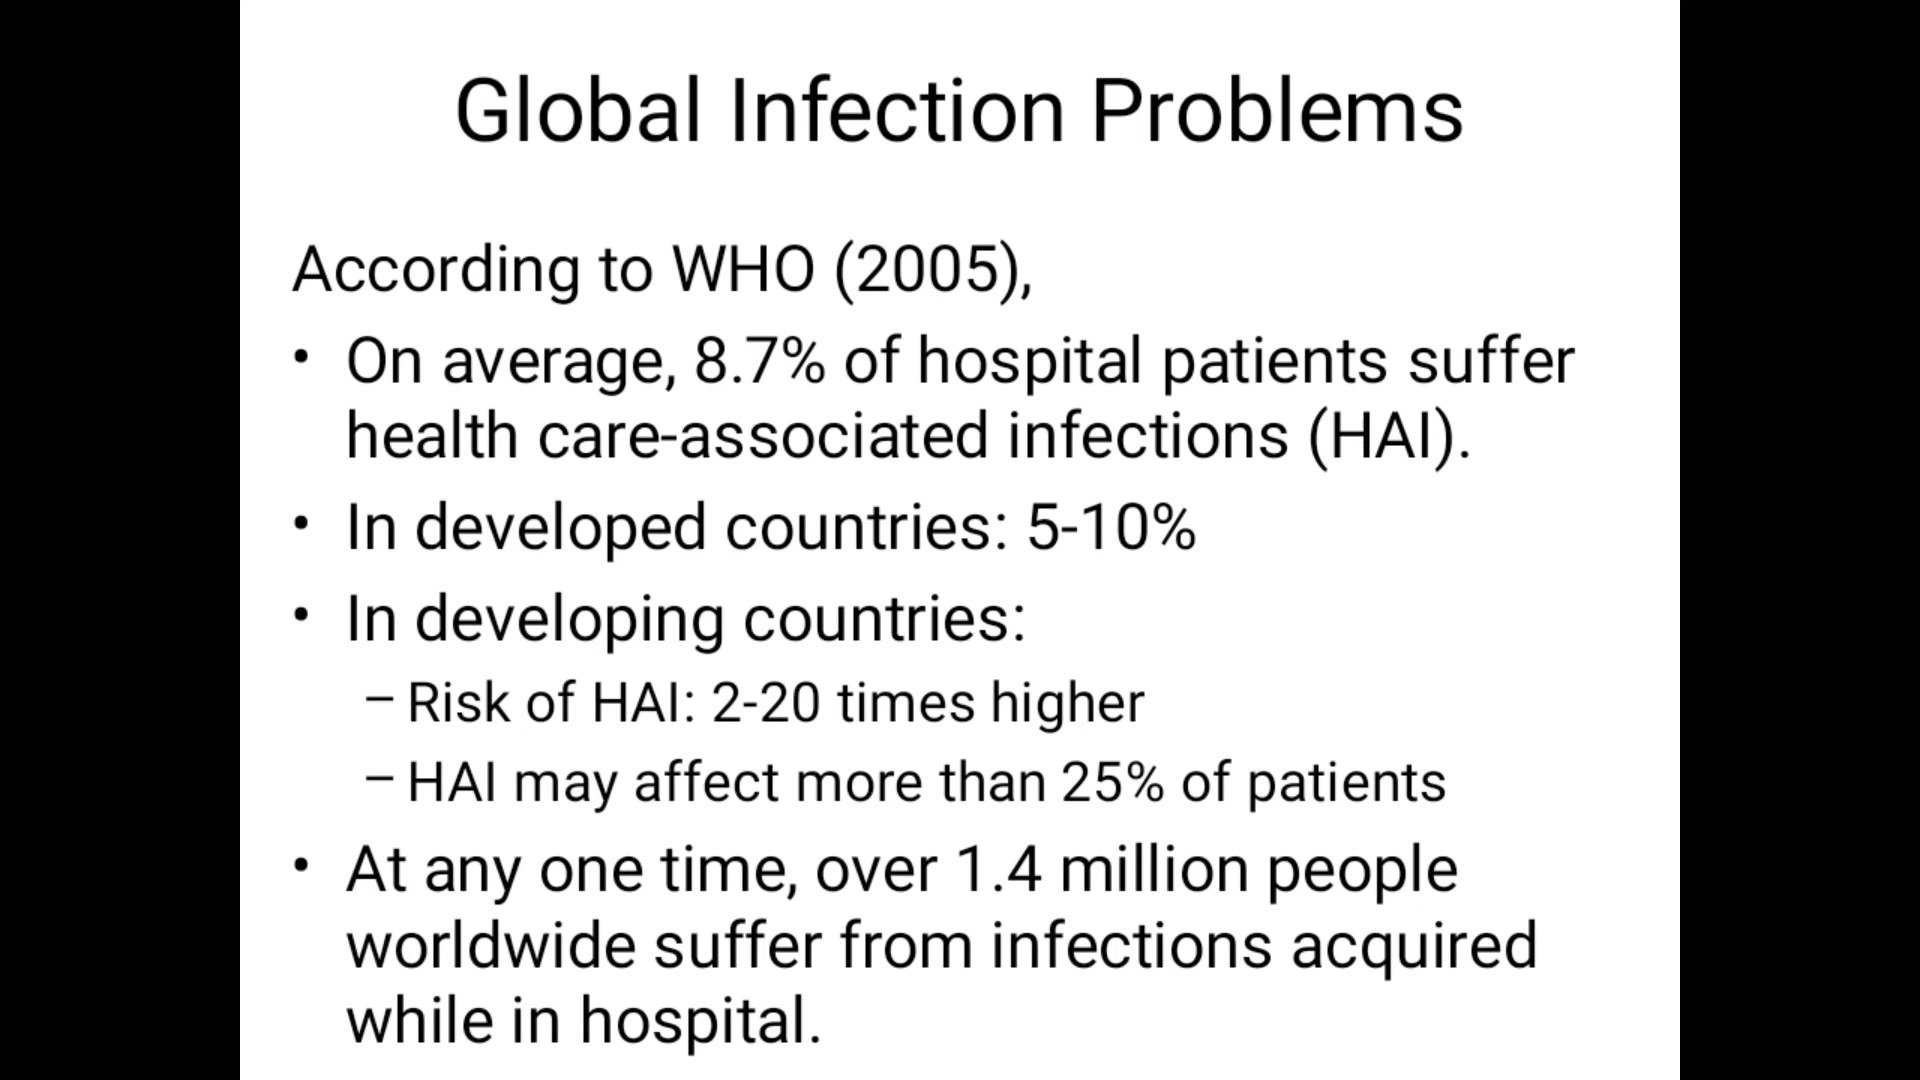 Global Infection Problems
According to WHO (2005),
• On average, 8.7% of hospital patients suffer
health care-associated infections (HAI).
• In developed countries: 5-10%
• In developing countries:
– Risk of HAI: 2-20 times higher
– HAI may affect more than 25% of patients
• At any one time, over 1.4 million people
worldwide suffer from infections acquired
while in hospital.